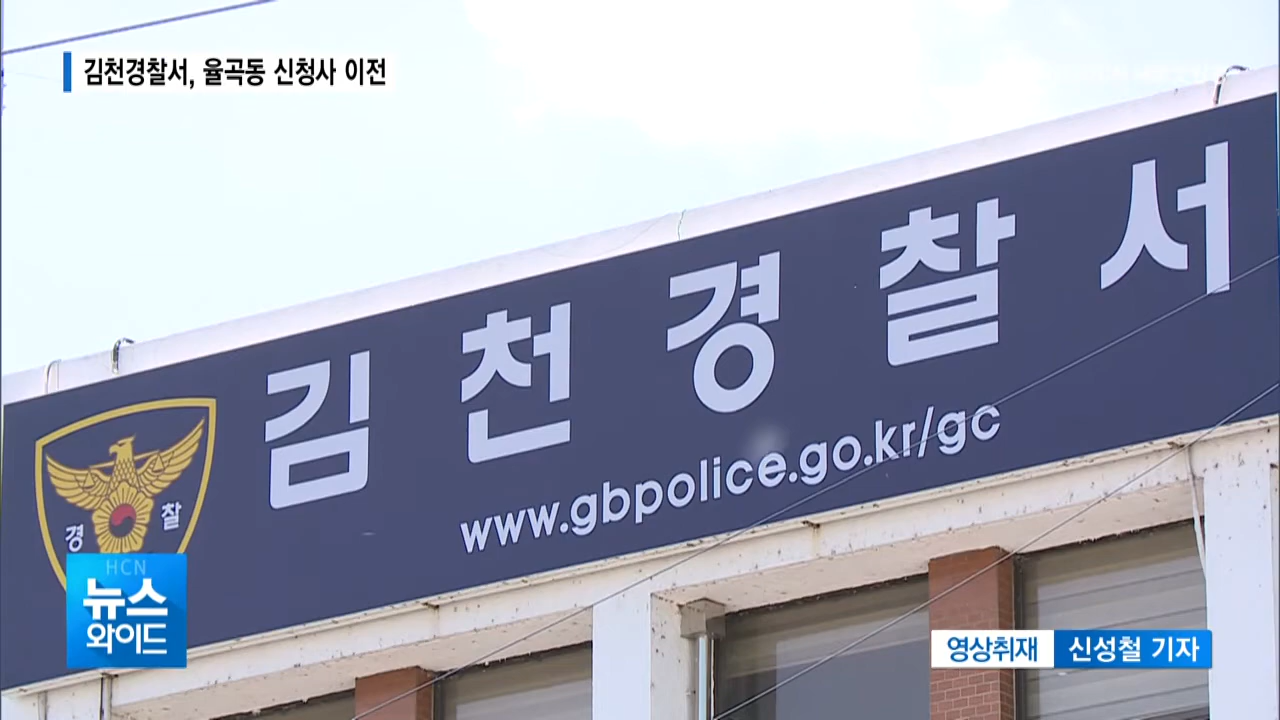 김천경찰서, 율곡동 신청사 이전
김천경찰서
www.gbpolice.go.kr/gc
경 찰
HCN
뉴스
와이드
영상취재 신성철 기자